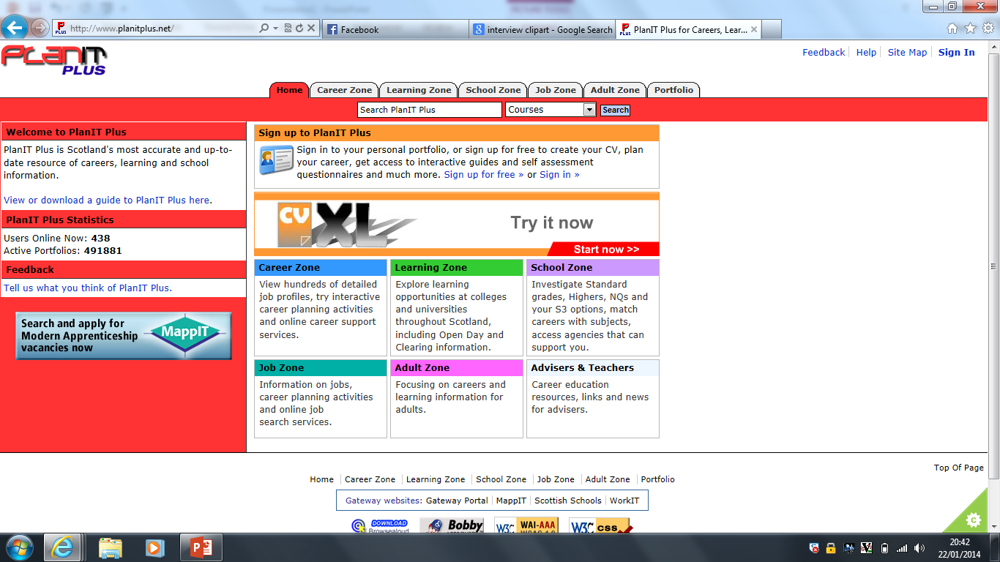 http://www.planitplus.net/
Facebook
interview clipart - Google Search
PlanIT Plus for Careers, Lear...
PLANIT
PLUS
Feedback Help Site Map Sign In
Home Career Zone Learning Zone School Zone Job Zone Adult Zone Portfolio
Search PlanIT Plus Courses Search
Welcome to PlanIT Plus
PlanIT Plus is Scotland's most accurate and up-to-
date resource of careers, learning and school
information.
View or download a guide to PlanIT Plus here.
PlanIT Plus Statistics
Users Online Now: 438
Active Portfolios: 491881
Feedback
Tell us what you think of PlanIT Plus.
Search and apply for
Modern Apprenticeship
vacancies now
MappIT
Sign up to PlanIT Plus
Sign in to your personal portfolio, or sign up for free to create your CV, plan
your career, get access to interactive guides and self assessment
questionnaires and much more. Sign up for free » or Sign in »
CV XL Try it now
Start now >>
Career Zone
View hundreds of detailed
job profiles, try interactive
career planning activities
and online career support
services.
Learning Zone
Explore learning
opportunities at colleges
and universities
throughout Scotland,
including Open Day and
Clearing information.
School Zone
Investigate Standard
grades, Highers, NQs and
your S3 options, match
careers with subjects,
access agencies that can
support you.
Job Zone
Information on jobs,
career planning activities
and online job
search services.
Adult Zone
Focusing on careers and
learning information for
adults.
Advisers & Teachers
Career education
resources, links and news
for advisers.
Top Of Page
Home Career Zone Learning Zone School Zone Job Zone Adult Zone Portfolio
Gateway websites: Gateway Portal MappIT Scottish Schools WorkIT
DOWNLOAD
Browsealoud
Bobby
W3C WAI-AAA
W3C css
20:42
22/01/2014